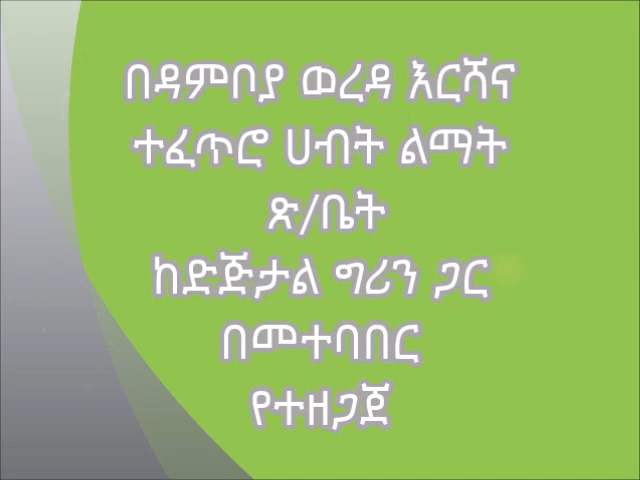 በዳምቦያ ወረዳ እርሻና
ተፈጥሮ ሀብት ልማት
ጽ/ቤት
ከድጅታል ግሪን ጋር
በመተባበር
የተዘጋጀ